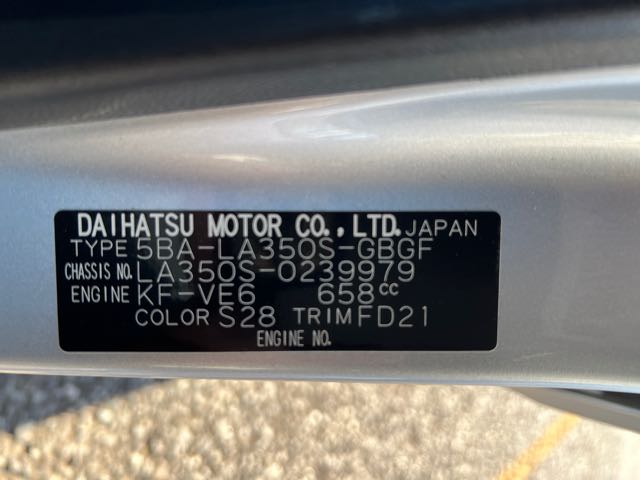 DAIHATSU MOTOR CO.,LTD. JAPAN
TYPE 5BA-LA350S-GBGF
CHASSIS NO. LA350S-0239979
ENGINE KF-VE6 658cc
COLOR S28 TRIM FD21
ENGINE NO.